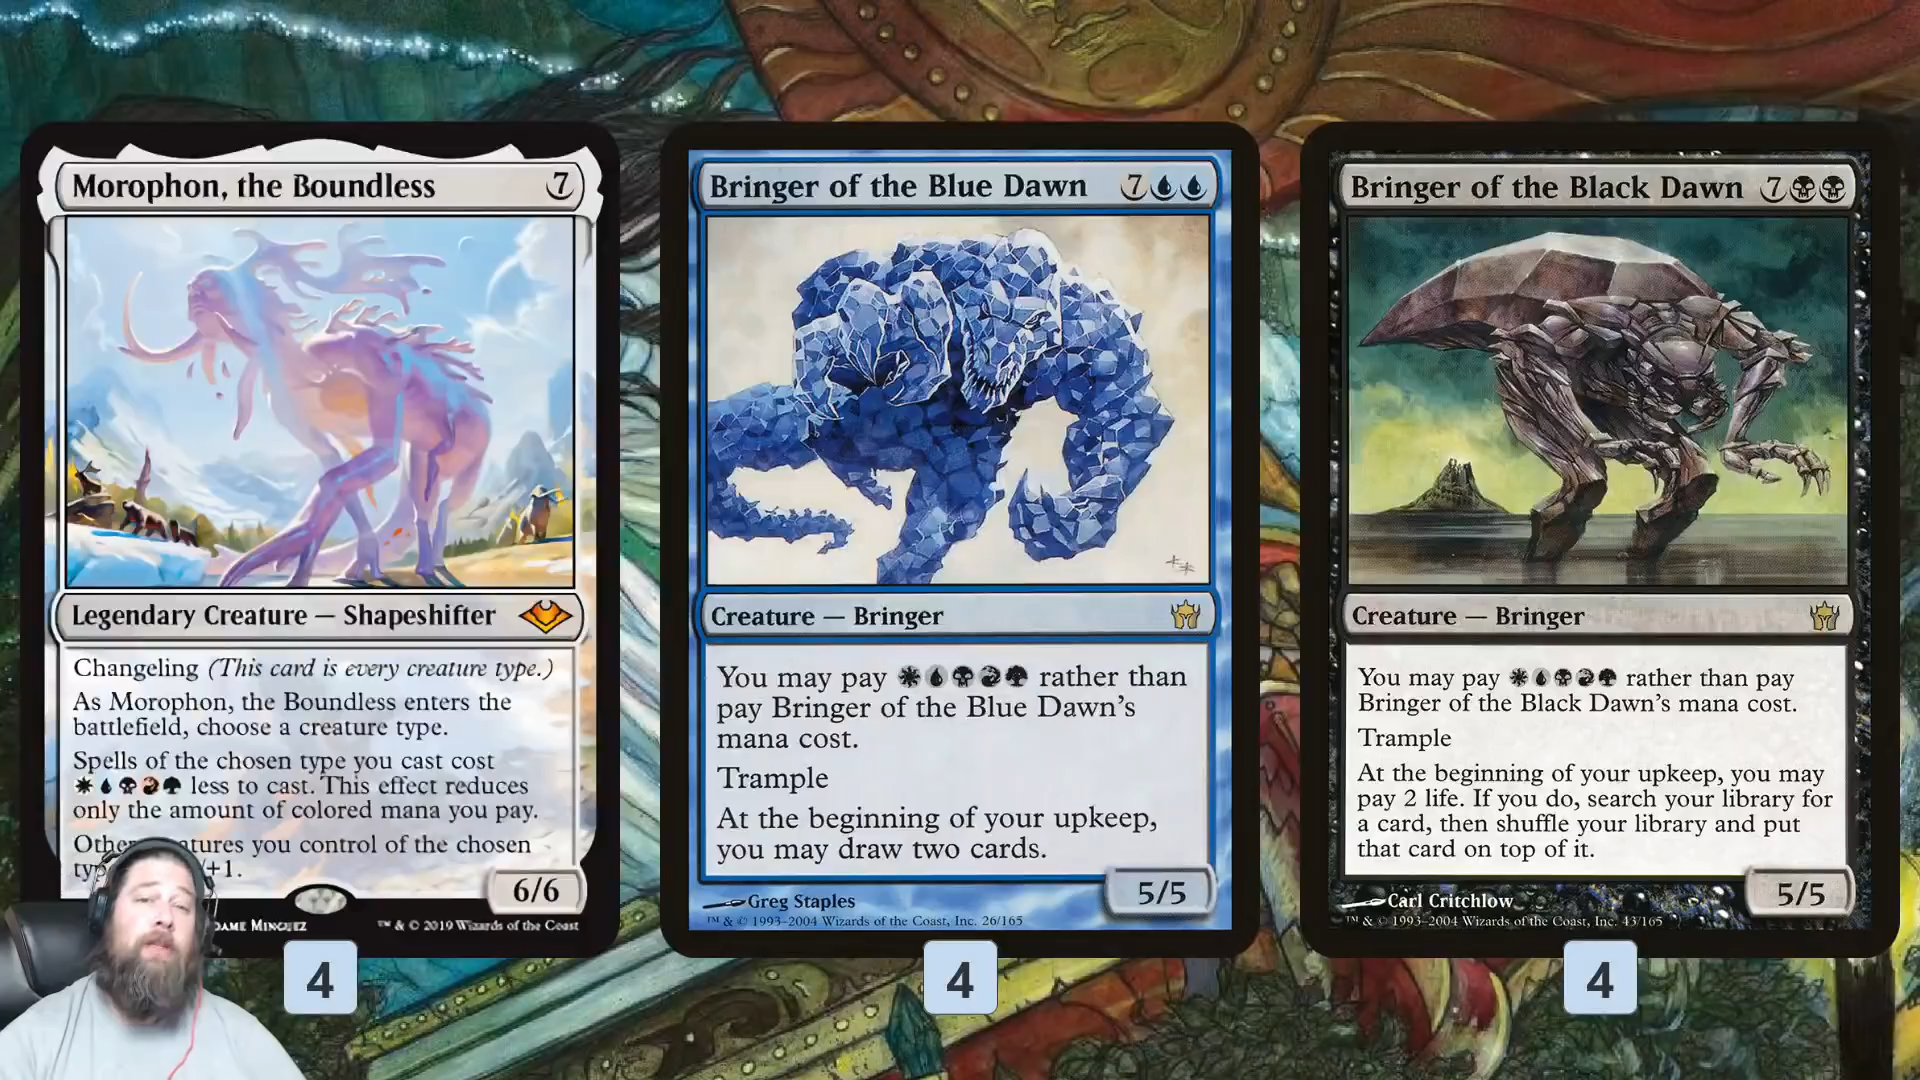 Morophon, the Boundless 7
Legendary Creature — Shapeshifter
Changeling (This card is every creature type.)
As Morophon, the Boundless enters the
battlefield, choose a creature type.
Spells of the chosen type you cast cost
less to cast. This effect reduces
only the amount of colored mana you pay.
Other creatures you control of the chosen
+1.
6/6
™ & © 2019 Wizards of the Coast
4
Bringer of the Blue Dawn 7
Creature — Bringer
You may pay rather than
pay Bringer of the Blue Dawn's
mana cost.
Trample
At the beginning of your upkeep,
you may draw two cards.
5/5
Greg Staples
™ & © 1993–2004 Wizards of the Coast, Inc. 26/165
4
Bringer of the Black Dawn 7
Creature — Bringer
You may pay rather than pay
Bringer of the Black Dawn's mana cost.
Trample
At the beginning of your upkeep, you may
pay 2 life. If you do, search your library for
a card, then shuffle your library and put
that card on top of it.
5/5
Carl Critchlow
™ & © 1993–2004 Wizards of the Coast, Inc. 43/165
4